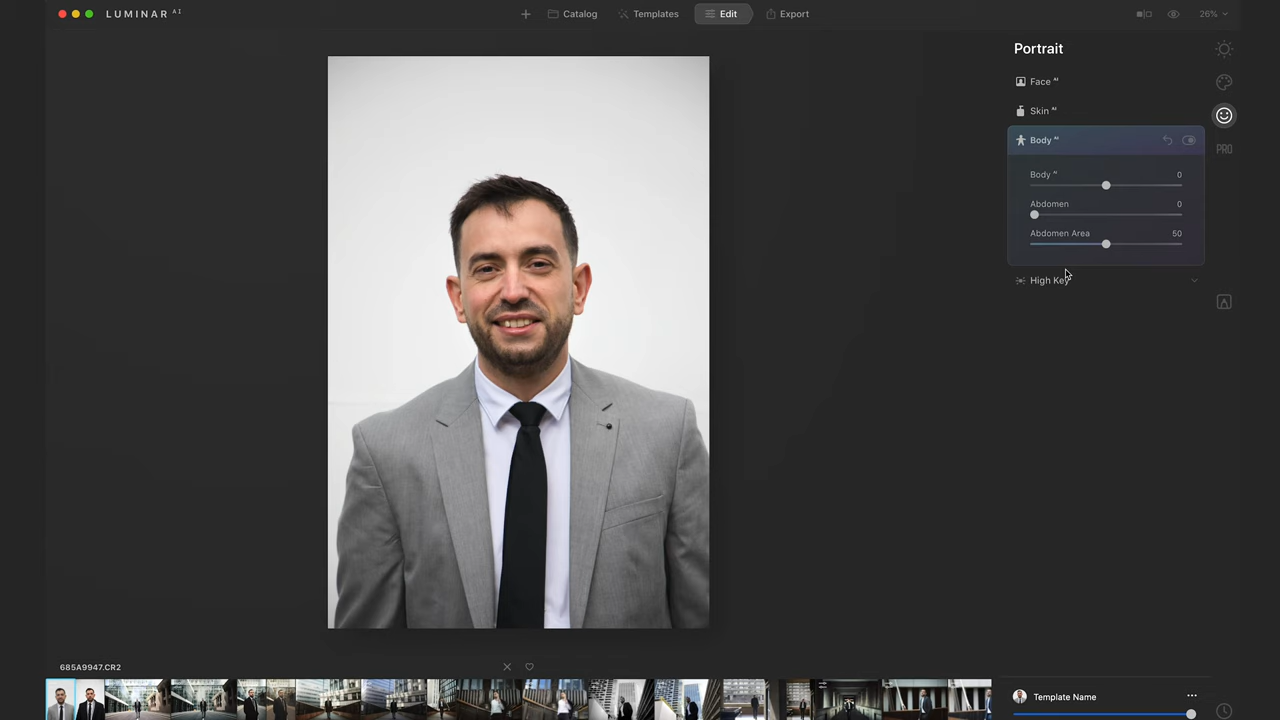 LUMINAR AI
Catalog
Templates
Edit
Export
26%
Portrait
Face AI
Skin AI
PRO
Body AI
Body AI 0
Abdomen 0
Abdomen Area 50
High Key
685A9947.CR2
Template Name